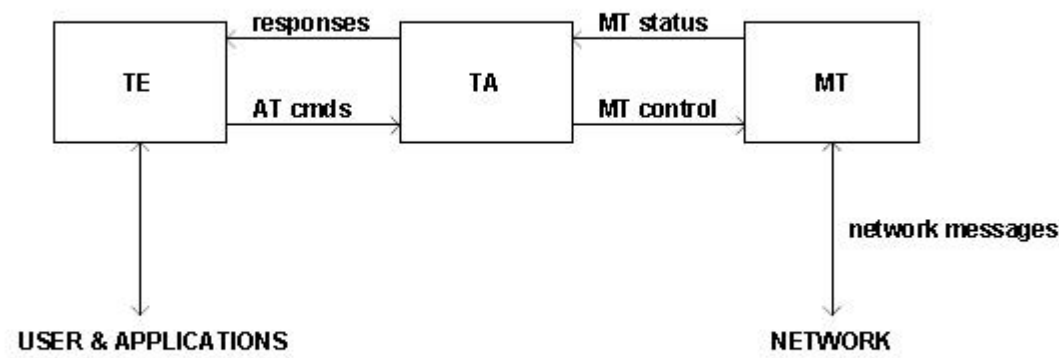 responses
MT status
TE
TA
MT
AT cmds
MT control
network messages
USER & APPLICATIONS
NETWORK